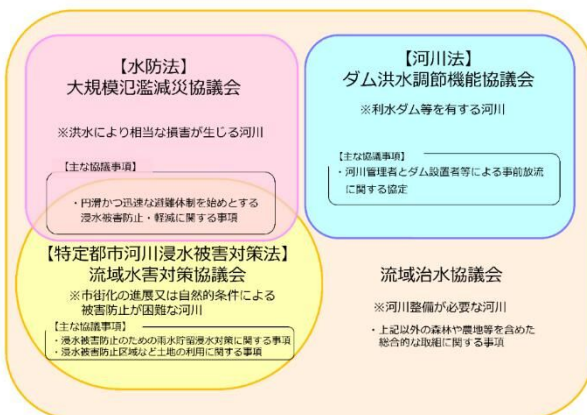 【水防法】
大規模氾濫減災協議会
※洪水により相当な損害が生じる河川
【主な協議事項】
・円滑かつ迅速な避難体制を始めとする
浸水被害防止・軽減に関する事項
【河川法】
ダム洪水調節機能協議会
※利水ダム等を有する河川
【主な協議事項】
・河川管理者とダム設置者等による事前放流
に関する協定
【特定都市河川浸水被害対策法】
流域水害対策協議会
※市街化の進展又は自然的条件による
被害防止が困難な河川
【主な協議事項】
・浸水被害防止のための雨水貯留浸水対策に関する事項
・浸水被害防止区域など土地の利用に関する事項
流域治水協議会
※河川整備が必要な河川
・上記以外の森林や農地等を含めた
総合的な取組に関する事項